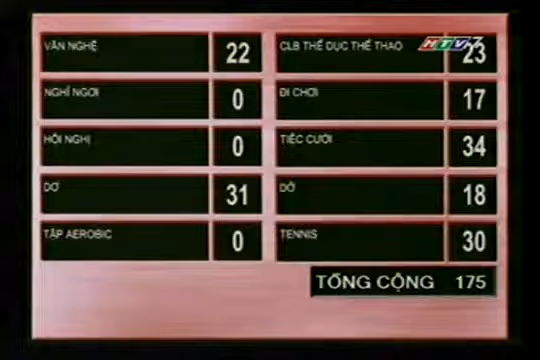 VĂN NGHỆ 22 CLB THỂ DỤC THỂ THAO 23
HTV7
NGHỈ NGƠI 0 ĐI CHƠI 17
HỘI NGHỊ 0 TIỆC CƯỚI 34
DƠ 31 DỞ 18
TẬP AEROBIC 0 TENNIS 30
TỔNG CỘNG 175